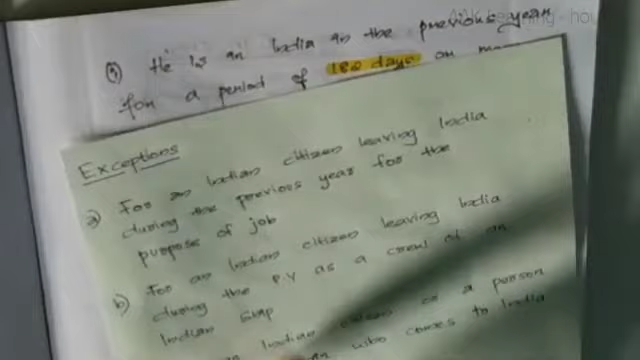 a) He is in India in the previous year
for a period of 182 days or
Exceptions
a) For an Indian citizen leaving India
during the previous year for the
purpose of job
b) For an Indian citizen leaving India
during the P.Y as a crew of an
Indian ship
Indian citizen or a person
who comes to India